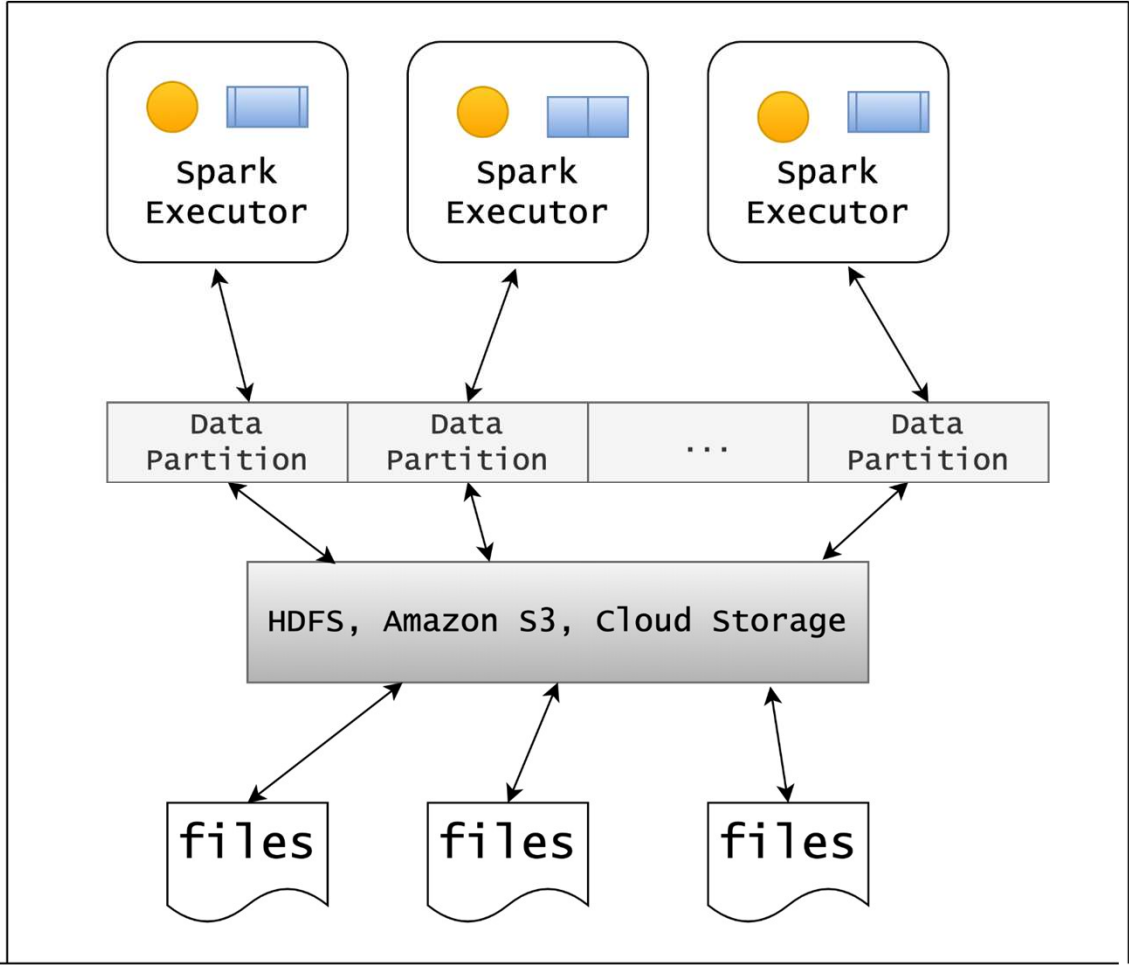 Spark
Executor
Spark
Executor
Spark
Executor
Data
Partition
Data
Partition
...
Data
Partition
HDFS, Amazon S3, Cloud Storage
files
files
files